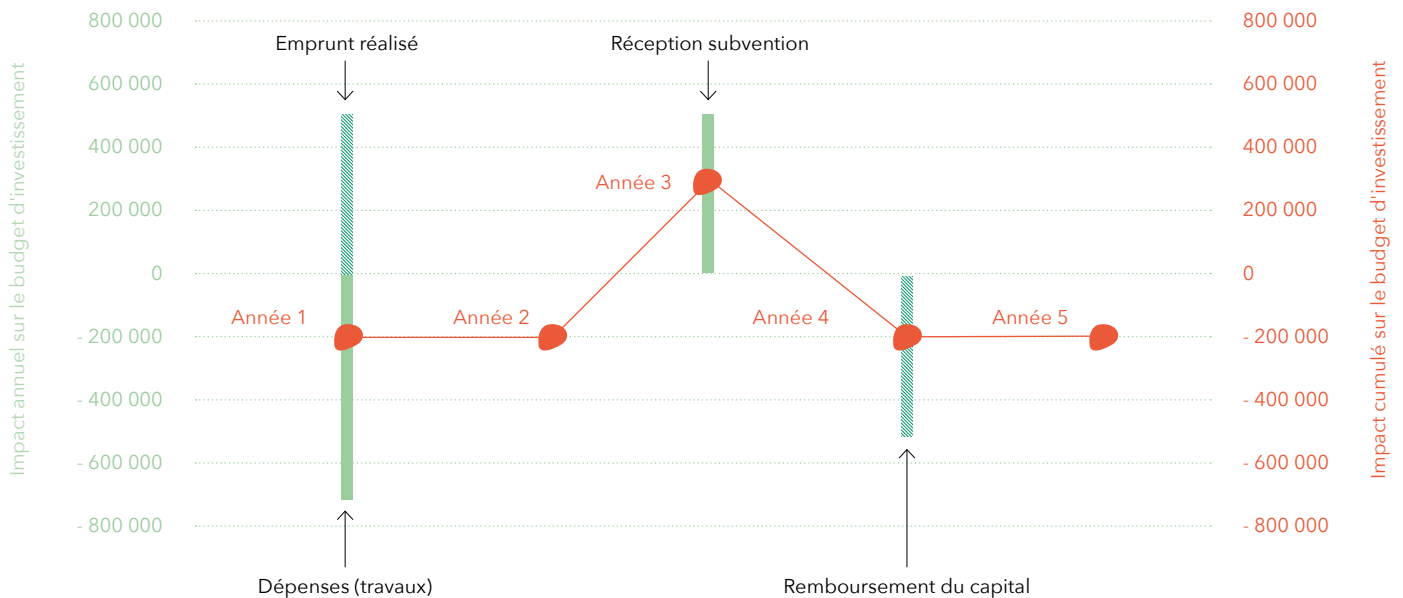 Impact annuel sur le budget d'investissement
800 000
600 000
400 000
200 000
0
- 200 000
- 400 000
- 600 000
- 800 000
Emprunt réalisé
Réception subvention
Année 1
Année 2
Année 3
Année 4
Année 5
Dépenses (travaux)
Remboursement du capital
800 000
600 000
400 000
200 000
0
- 200 000
- 400 000
- 600 000
- 800 000
Impact cumulé sur le budget d'investissement